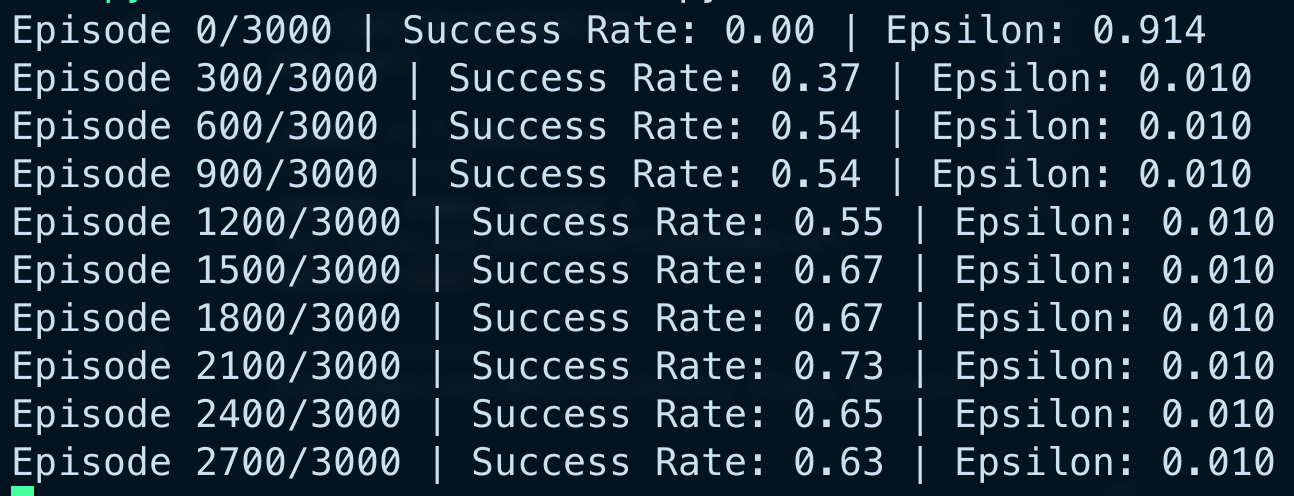 Episode 0/3000 | Success Rate: 0.00 | Epsilon: 0.914
Episode 300/3000 | Success Rate: 0.37 | Epsilon: 0.010
Episode 600/3000 | Success Rate: 0.54 | Epsilon: 0.010
Episode 900/3000 | Success Rate: 0.54 | Epsilon: 0.010
Episode 1200/3000 | Success Rate: 0.55 | Epsilon: 0.010
Episode 1500/3000 | Success Rate: 0.67 | Epsilon: 0.010
Episode 1800/3000 | Success Rate: 0.67 | Epsilon: 0.010
Episode 2100/3000 | Success Rate: 0.73 | Epsilon: 0.010
Episode 2400/3000 | Success Rate: 0.65 | Epsilon: 0.010
Episode 2700/3000 | Success Rate: 0.63 | Epsilon: 0.010